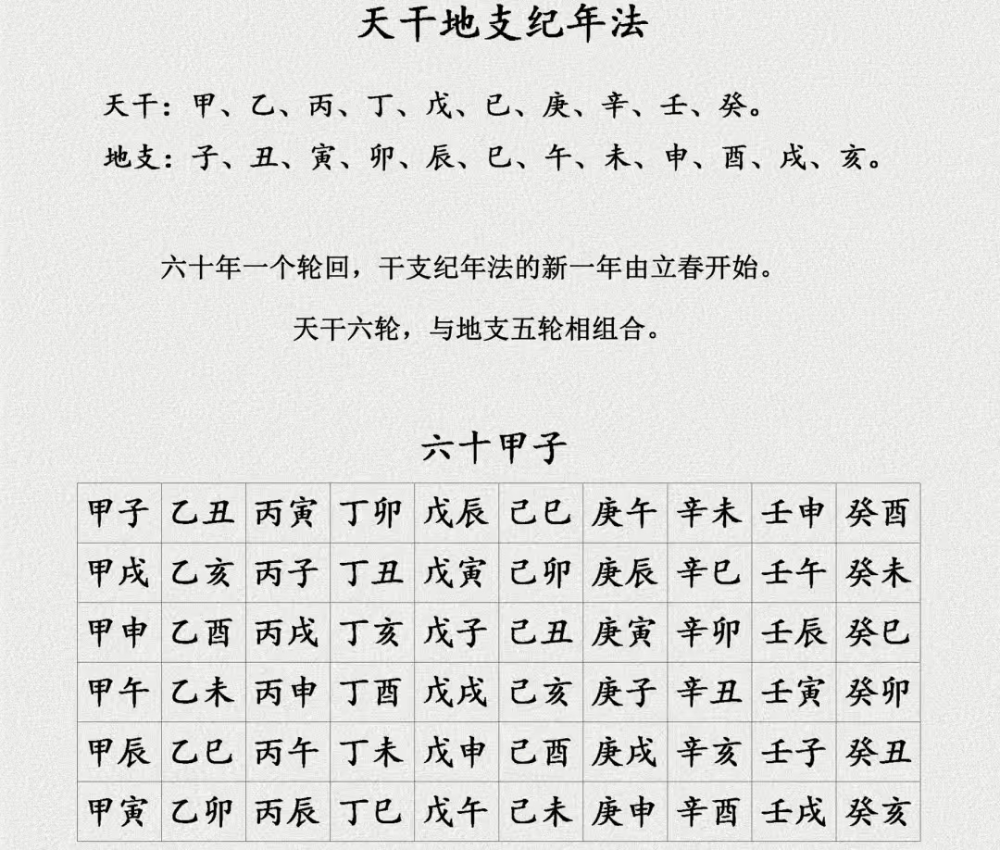 天干地支纪年法
天干：甲、乙、丙、丁、戊、已、庚、辛、壬、癸。
地支：子、丑、寅、卯、辰、巳、午、未、申、酉、戌、亥。
六十年一个轮回，干支纪年法的新一年由立春开始。
天干六轮，与地支五轮相组合。
六十甲子
甲子 乙丑 丙寅 丁卯 戊辰 己巳 庚午 辛未 壬申 癸酉
甲戌 乙亥 丙子 丁丑 戊寅 己卯 庚辰 辛巳 壬午 癸未
甲申 乙酉 丙戌 丁亥 戊子 己丑 庚寅 辛卯 壬辰 癸巳
甲午 乙未 丙申 丁酉 戊戌 己亥 庚子 辛丑 壬寅 癸卯
甲辰 乙巳 丙午 丁未 戊申 己酉 庚戌 辛亥 壬子 癸丑
甲寅 乙卯 丙辰 丁巳 戊午 己未 庚申 辛酉 壬戌 癸亥